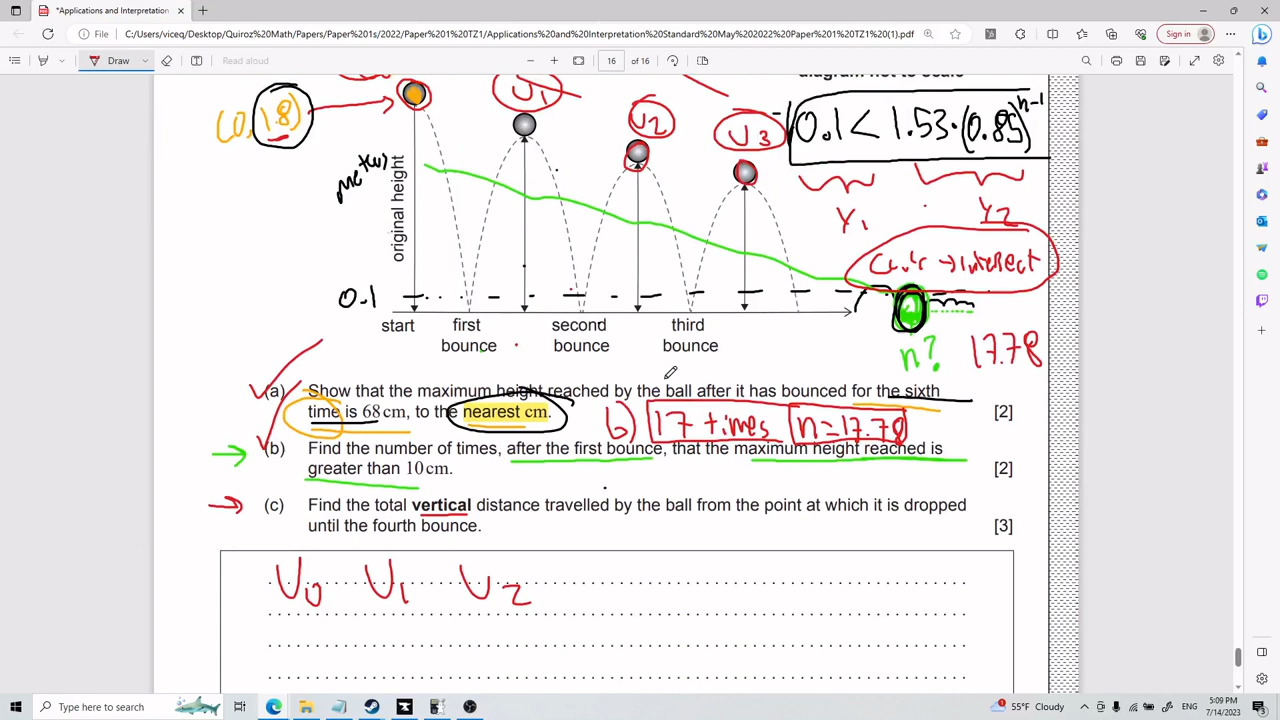 *Applications and Interpretation
File
C:/Users/viceq/Desktop/Quiroz%20Math/Papers/Paper%201s/2022/Paper%201%20TZ1/Applications%20and%20Interpretation%20Standard%20May%202022%20Paper%201%20TZ1%20(1).pdf
Sign in
Draw
Read aloud
16
of 16
diagram not to scale
(0,1.8)
U1
U2
U3
0.1 < 1.53·(0.85)^n-1
original height
Y1
Y2
Calc → Intersect
0.1
start
first bounce
second bounce
third bounce
n?
17.78
(a) Show that the maximum height reached by the ball after it has bounced for the sixth
time is 68 cm, to the nearest cm.
[2]
b) 17 times n=17.78
(b) Find the number of times, after the first bounce, that the maximum height reached is
greater than 10 cm.
[2]
(c) Find the total vertical distance travelled by the ball from the point at which it is dropped
until the fourth bounce.
[3]
U0 U1 U2
Type here to search
55°F Cloudy
5:09 PM
7/14/2023